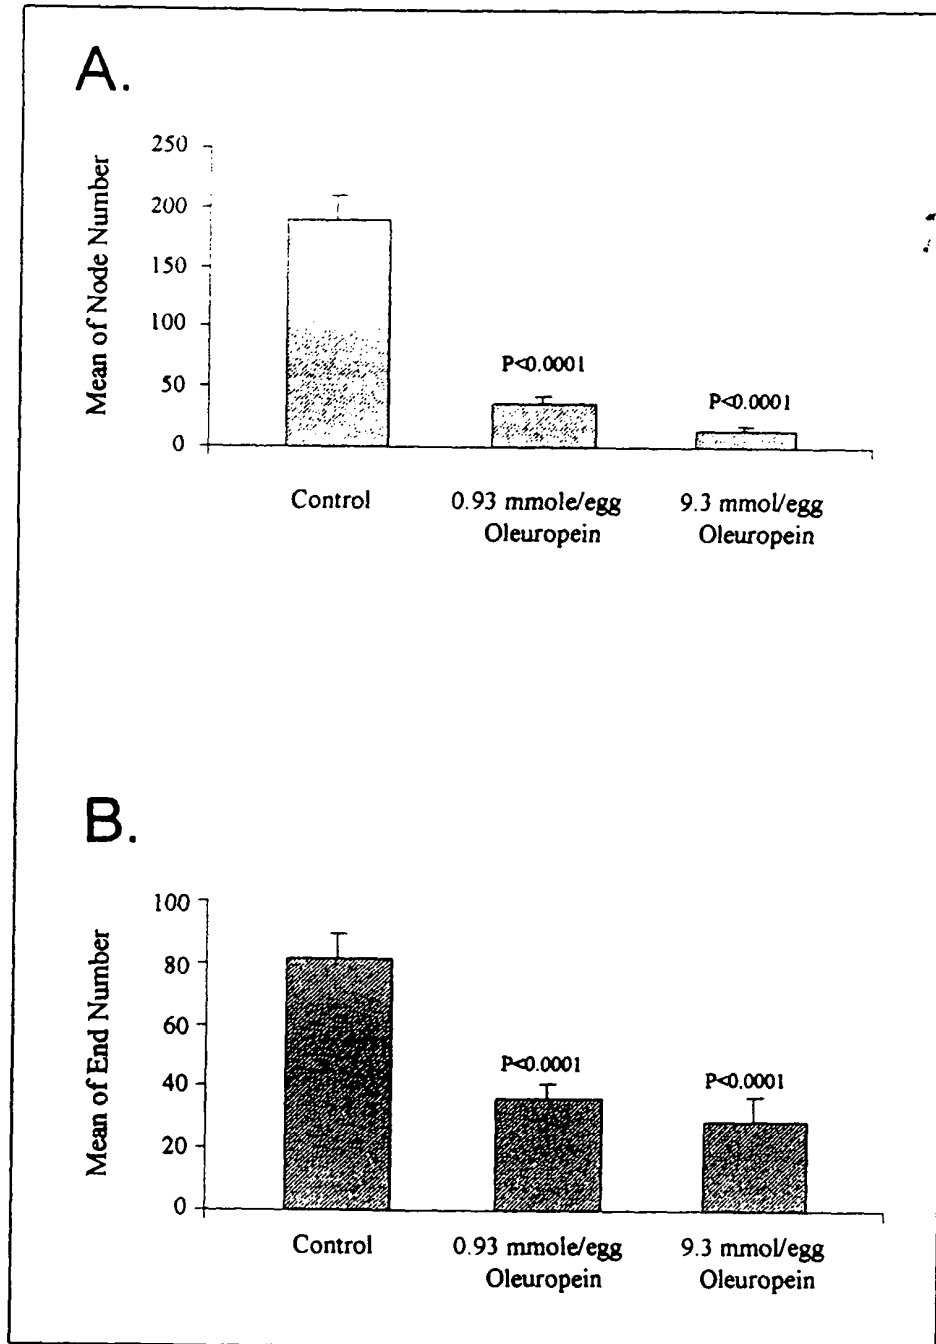 A.
Mean of Node Number
250
200
150
100
50
0
P<0.0001
P<0.0001
Control
0.93 mmole/egg
Oleuropein
9.3 mmol/egg
Oleuropein
B.
Mean of End Number
100
80
60
40
20
0
P<0.0001
P<0.0001
Control
0.93 mmole/egg
Oleuropein
9.3 mmol/egg
Oleuropein